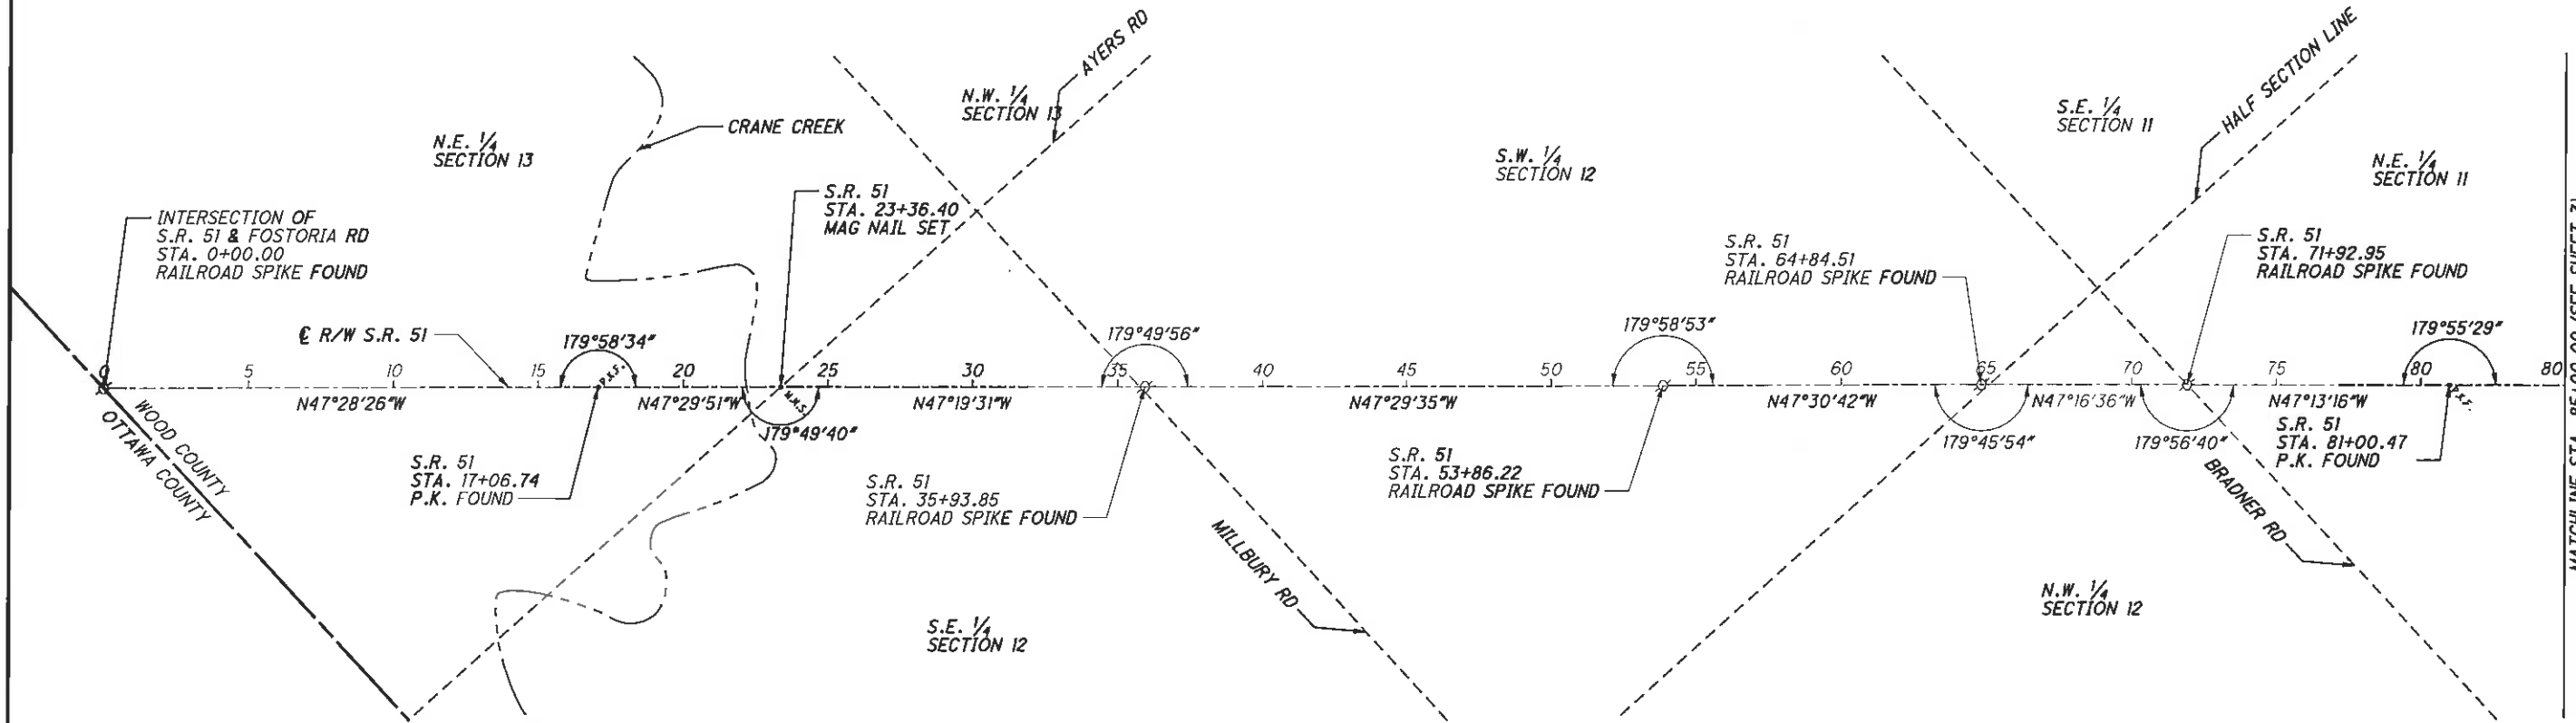 AYERS RD
HALF SECTION LINE
N.W. 1/4
SECTION 13
CRANE CREEK
N.E. 1/4
SECTION 13
S.W. 1/4
SECTION 12
S.E. 1/4
SECTION 11
N.E. 1/4
SECTION 11
INTERSECTION OF
S.R. 51 & FOSTORIA RD
STA. 0+00.00
RAILROAD SPIKE FOUND
S.R. 51
STA. 23+36.40
MAG NAIL SET
S.R. 51
STA. 64+84.51
RAILROAD SPIKE FOUND
S.R. 51
STA. 71+92.95
RAILROAD SPIKE FOUND
℄ R/W S.R. 51
179°58'34"
179°49'56"
179°58'53"
179°55'29"
0 5 10 15 20 25 30 35 40 45 50 55 60 65 70 75 80 80
P.K.F.
M.N.S.
P.K.F.
N47°28'26"W
N47°29'51"W
N47°19'31"W
N47°29'35"W
N47°30'42"W
N47°16'36"W
N47°13'16"W
179°49'40"
179°45'54"
179°56'40"
WOOD COUNTY
OTTAWA COUNTY
S.R. 51
STA. 17+06.74
P.K. FOUND
S.R. 51
STA. 35+93.85
RAILROAD SPIKE FOUND
S.R. 51
STA. 53+86.22
RAILROAD SPIKE FOUND
S.R. 51
STA. 81+00.47
P.K. FOUND
MILLBURY RD
BRADNER RD
S.E. 1/4
SECTION 12
N.W. 1/4
SECTION 12
MATCHLINE STA. 85+00.00 (SEE SHEET 3)